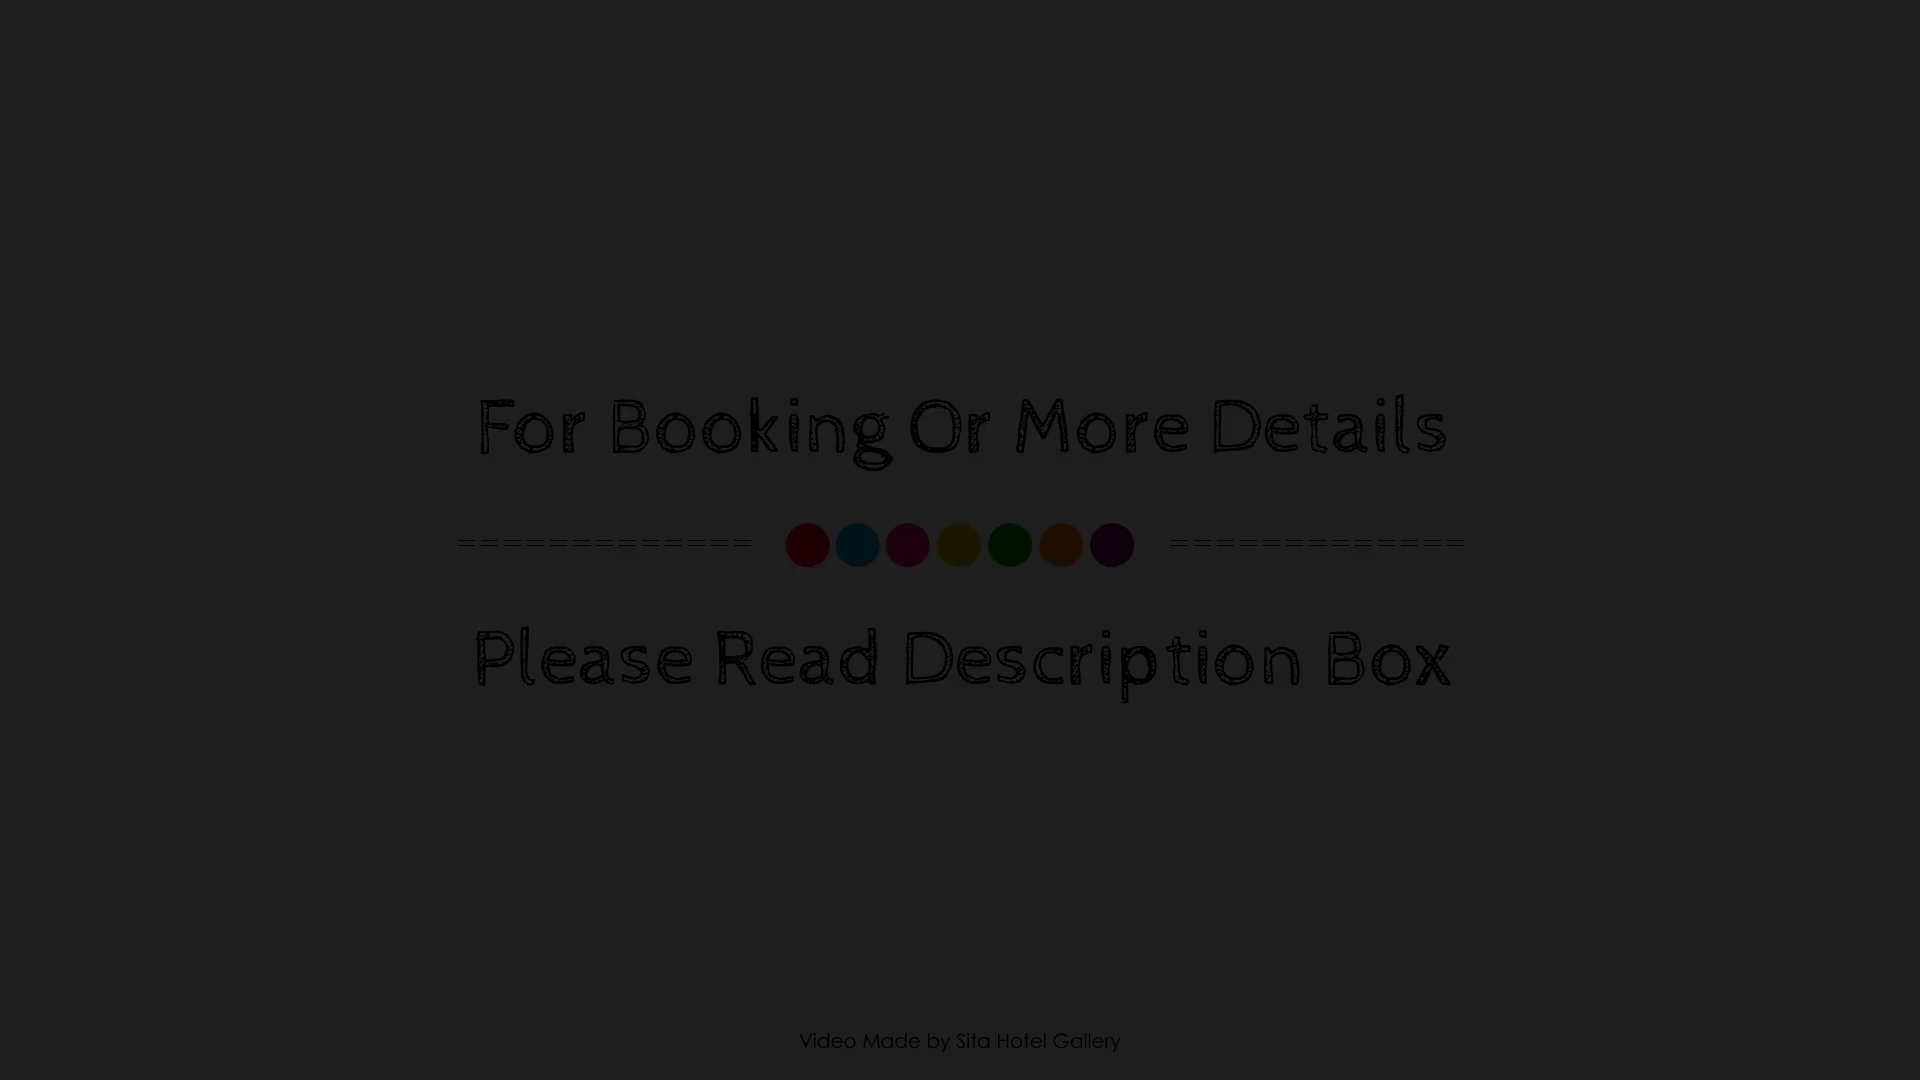 For Booking Or More Details
============= =============
Please Read Description Box
Video Made by Sita Hotel Gallery